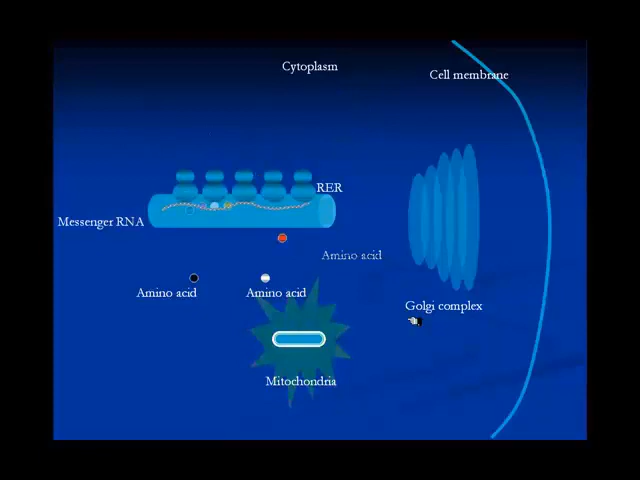 Cytoplasm
Cell membrane
RER
Messenger RNA
Amino acid
Amino acid
Amino acid
Golgi complex
Mitochondria